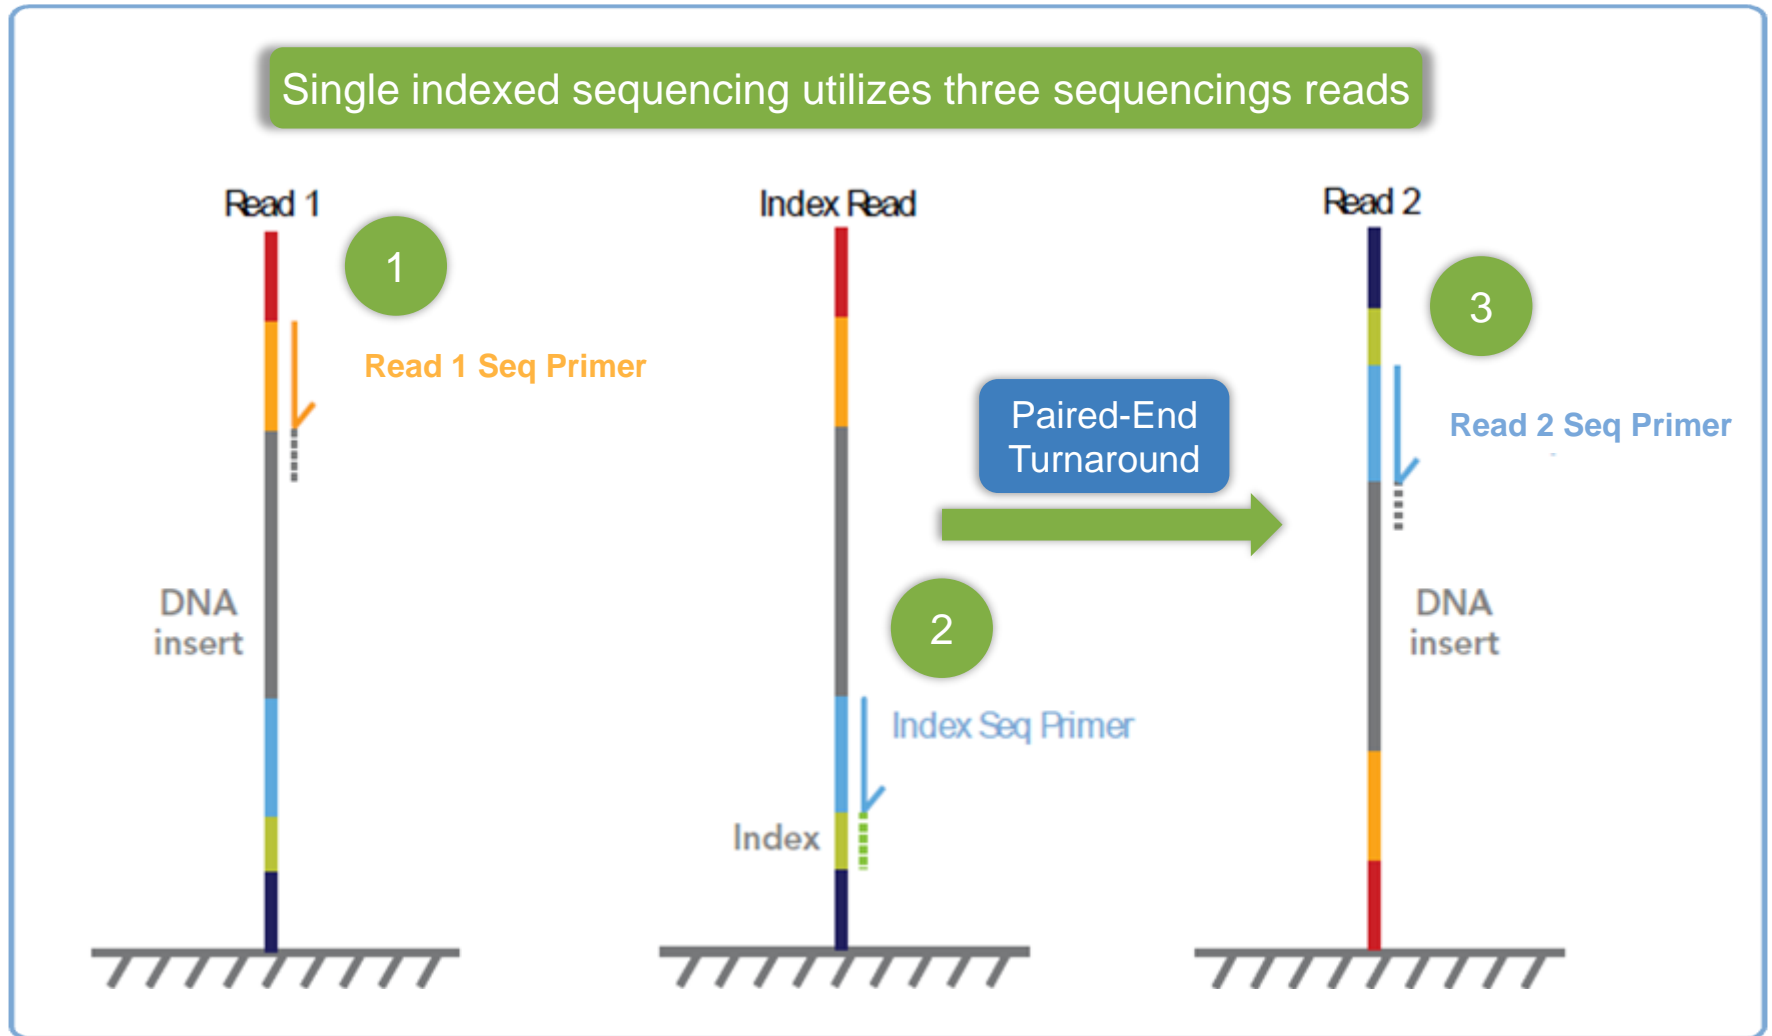 Single indexed sequencing utilizes three sequencings reads
Read 1
Index Read
Read 2
1
3
Read 1 Seq Primer
Paired-End
Turnaround
Read 2 Seq Primer
DNA
insert
2
DNA
insert
Index Seq Primer
Index